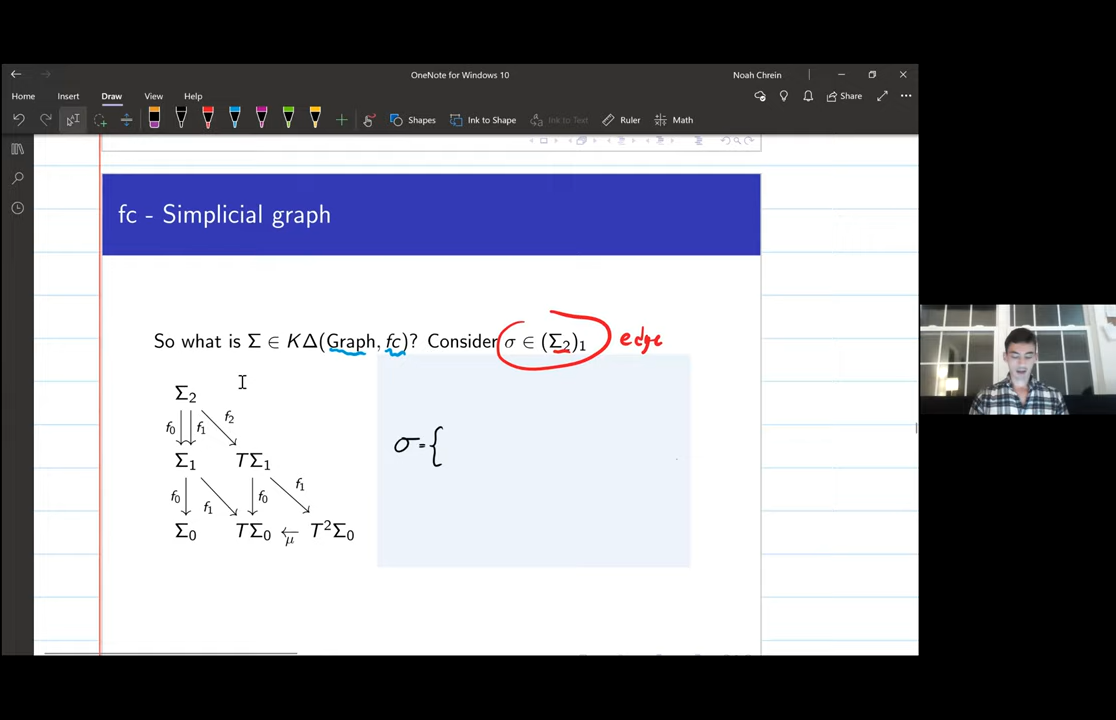 OneNote for Windows 10
Noah Chrein
Home Insert Draw View Help
Share
Shapes Ink to Shape Ink to Text Ruler Math
fc - Simplicial graph
So what is Σ ∈ KΔ(Graph, fc)? Consider σ ∈ (Σ₂)₁ edge
Σ₂
f₀ f₁ f₂
Σ₁ TΣ₁
σ = {
f₀ f₁ f₀ f₁
Σ₀ TΣ₀ ← T²Σ₀
μ